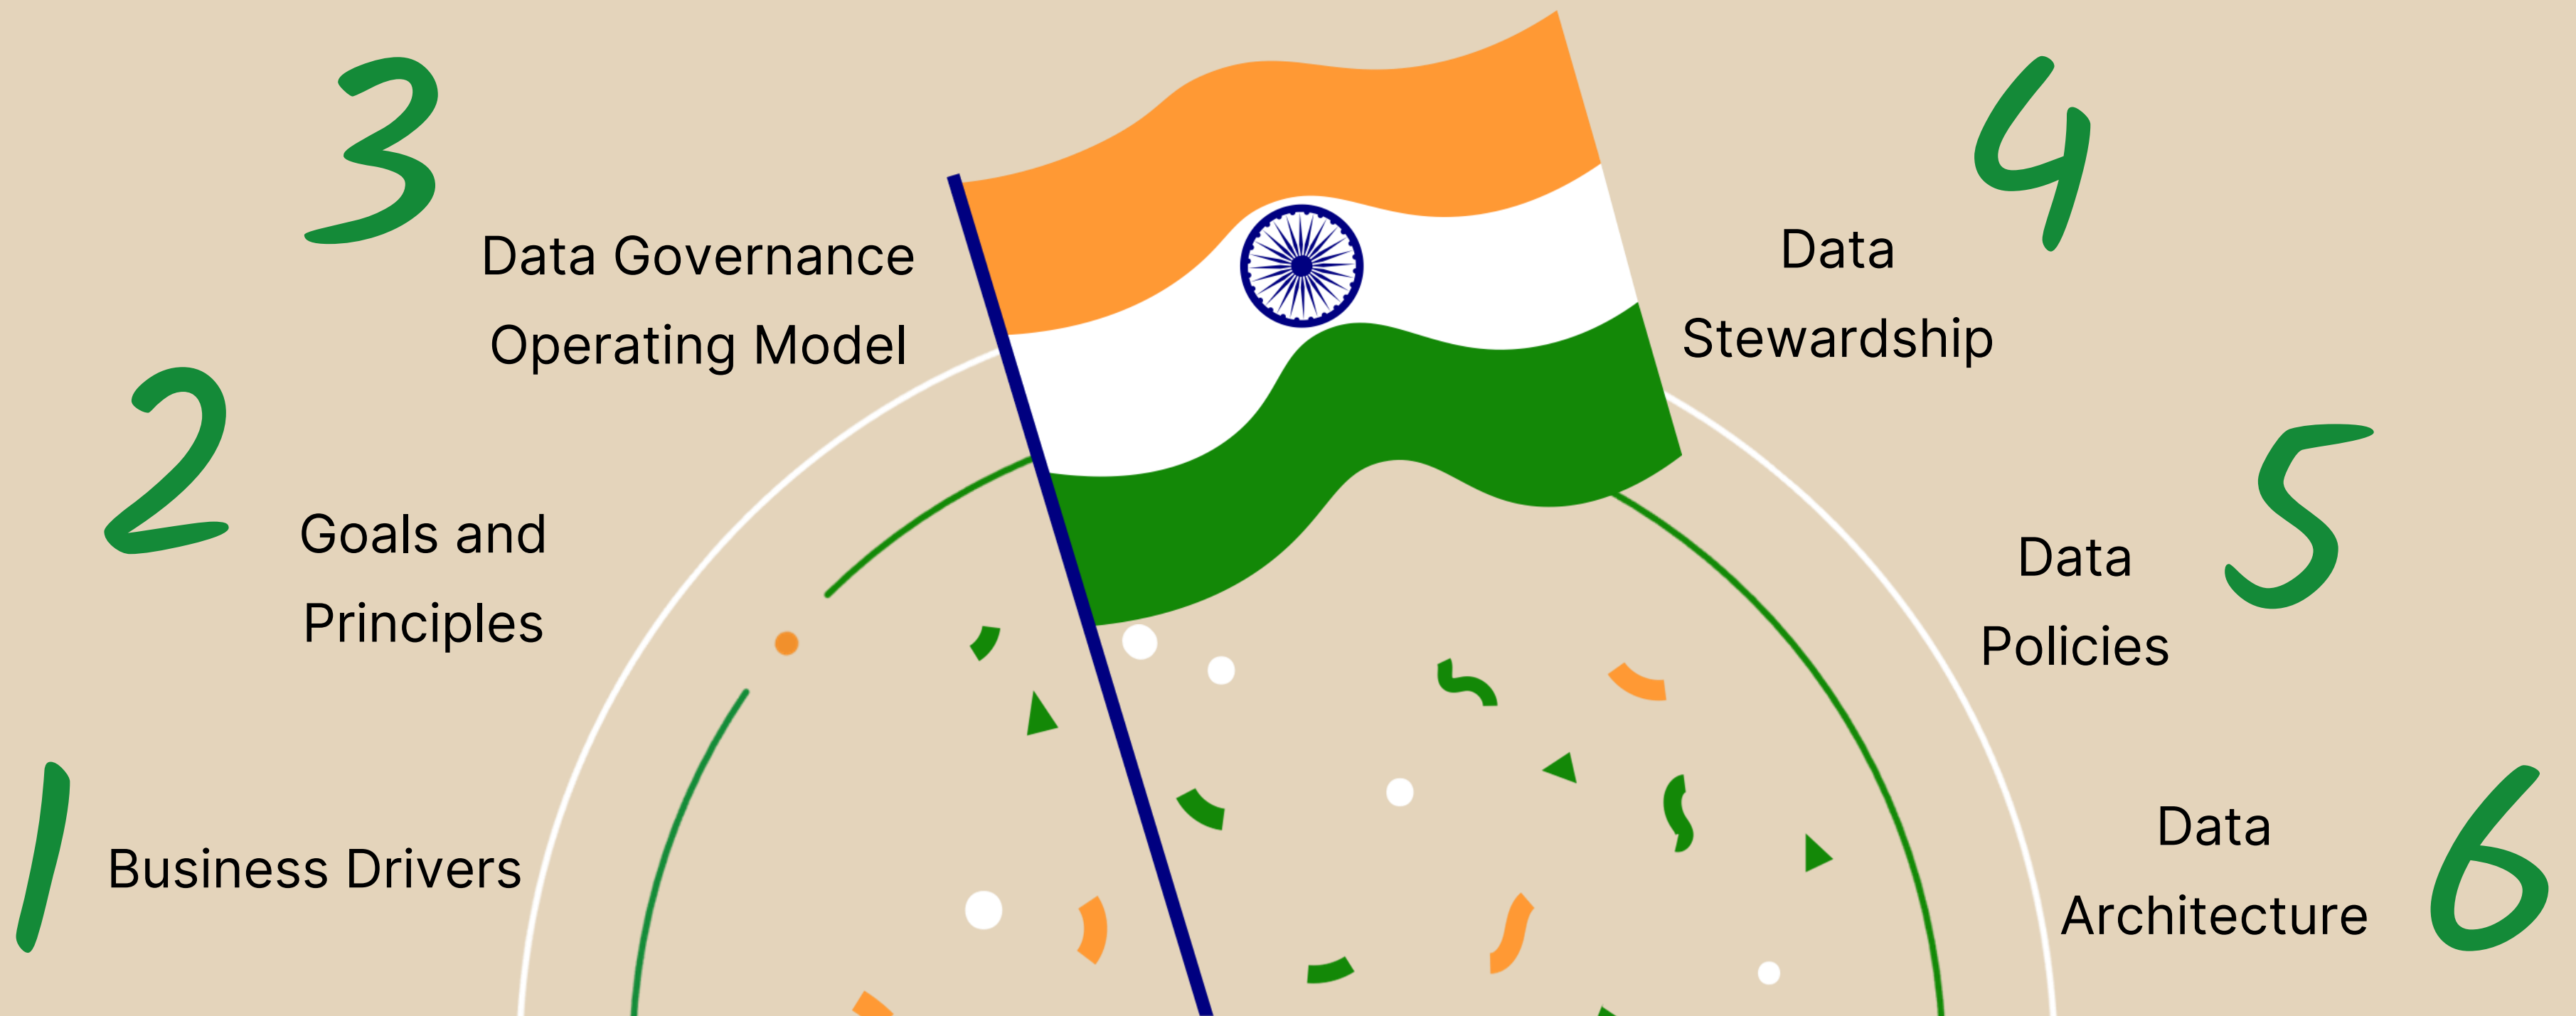 1
Business Drivers
2
Goals and
Principles
3
Data Governance
Operating Model
4
Data
Stewardship
5
Data
Policies
6
Data
Architecture